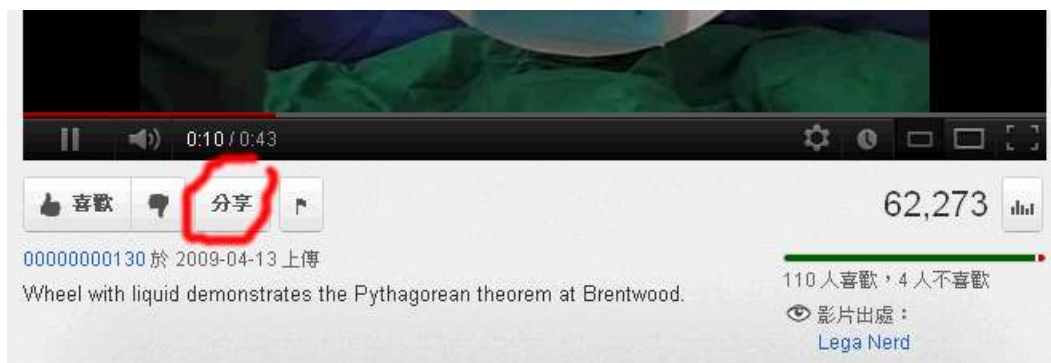 0:10 / 0:43
喜歡 分享 62,273
00000000130 於 2009-04-13 上傳
Wheel with liquid demonstrates the Pythagorean theorem at Brentwood.
110 人喜歡，4 人不喜歡
影片出處：
Lega Nerd